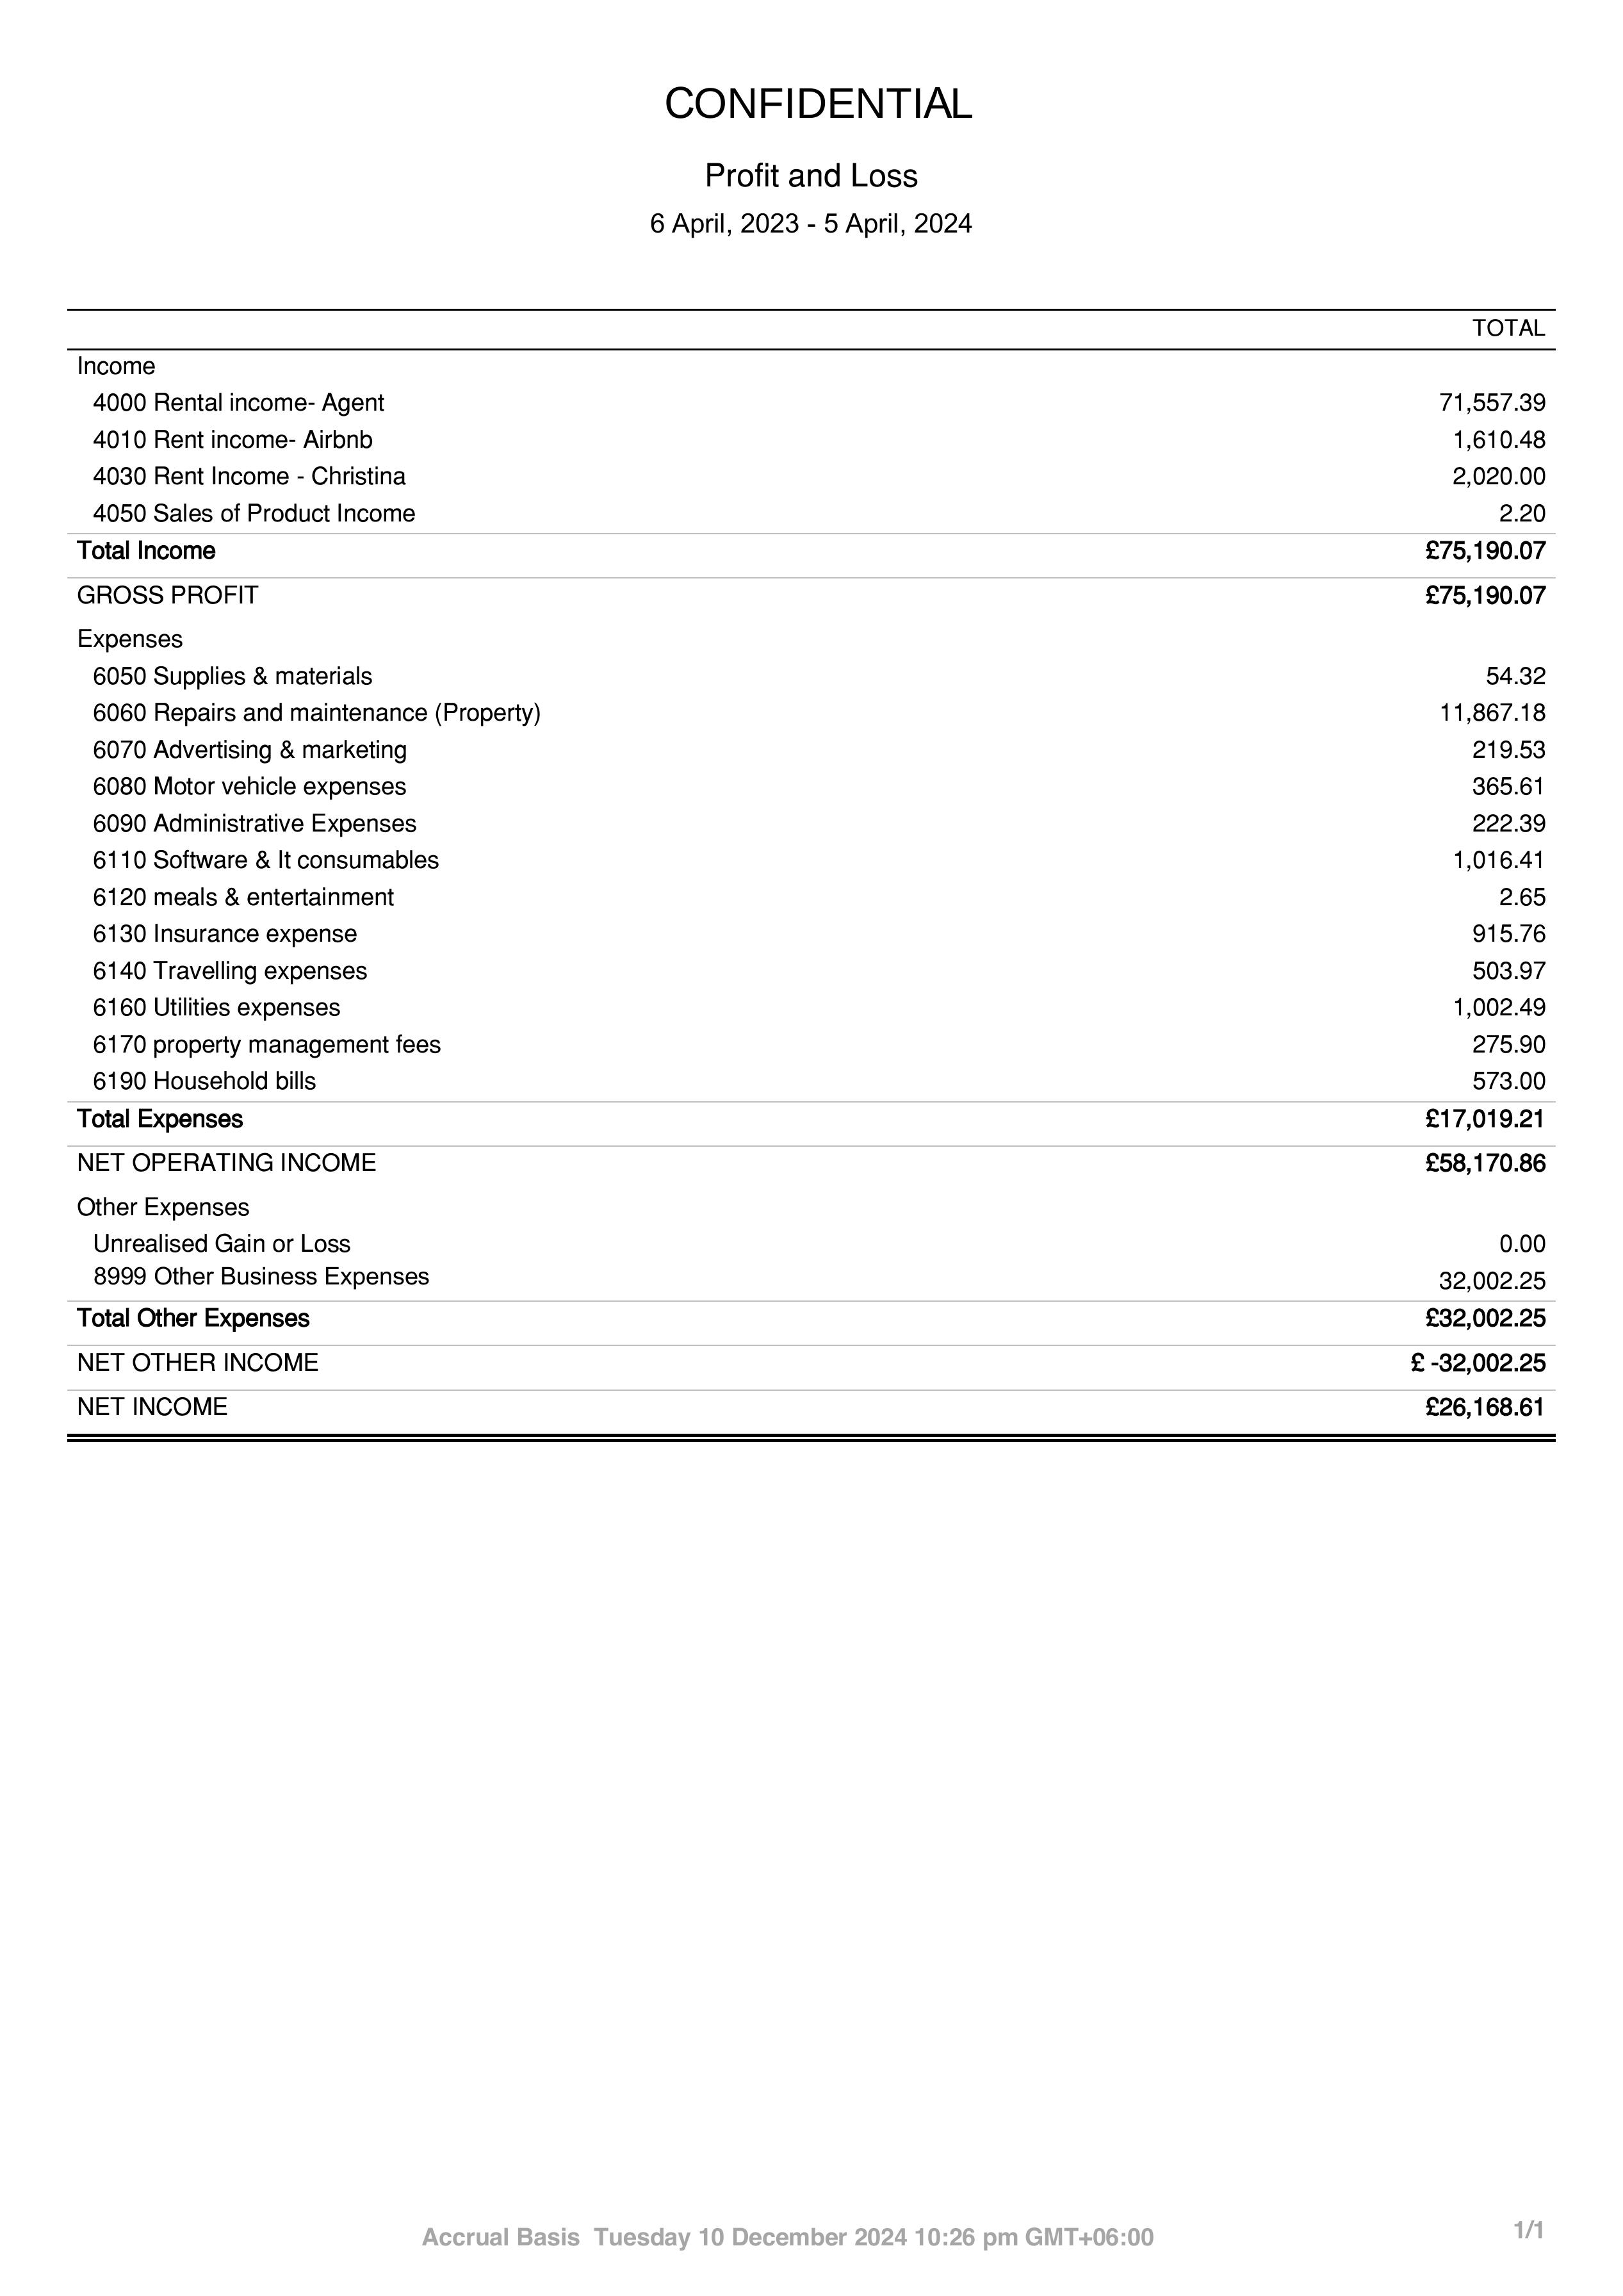 CONFIDENTIAL
Profit and Loss
6 April, 2023 - 5 April, 2024
TOTAL
Income
4000 Rental income- Agent 71,557.39
4010 Rent income- Airbnb 1,610.48
4030 Rent Income - Christina 2,020.00
4050 Sales of Product Income 2.20
Total Income £75,190.07
GROSS PROFIT £75,190.07
Expenses
6050 Supplies & materials 54.32
6060 Repairs and maintenance (Property) 11,867.18
6070 Advertising & marketing 219.53
6080 Motor vehicle expenses 365.61
6090 Administrative Expenses 222.39
6110 Software & It consumables 1,016.41
6120 meals & entertainment 2.65
6130 Insurance expense 915.76
6140 Travelling expenses 503.97
6160 Utilities expenses 1,002.49
6170 property management fees 275.90
6190 Household bills 573.00
Total Expenses £17,019.21
NET OPERATING INCOME £58,170.86
Other Expenses
Unrealised Gain or Loss 0.00
8999 Other Business Expenses 32,002.25
Total Other Expenses £32,002.25
NET OTHER INCOME £ -32,002.25
NET INCOME £26,168.61
Accrual Basis Tuesday 10 December 2024 10:26 pm GMT+06:00 1/1